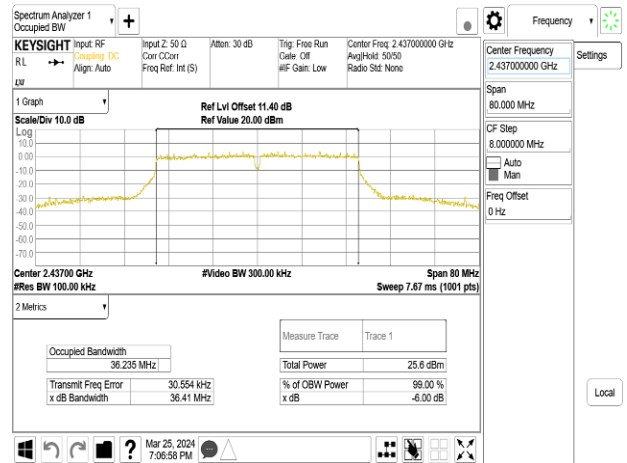 Spectrum Analyzer 1
Occupied BW
Frequency
KEYSIGHT
Input: RF
Input Z: 50 Ω
Atten: 30 dB
Trig: Free Run
Center Freq: 2.437000000 GHz
RL
Coupling: DC
Corr CCorr
Gate: Off
Avg|Hold: 50/50
Align: Auto
Freq Ref: Int (S)
#IF Gain: Low
Radio Std: None
LXI
Center Frequency
2.437000000 GHz
Settings
Span
80.000 MHz
CF Step
8.000000 MHz
Auto
Man
Freq Offset
0 Hz
1 Graph
Ref Lvl Offset 11.40 dB
Scale/Div 10.0 dB
Ref Value 20.00 dBm
Log
10.0
0.00
-10.0
-20.0
-30.0
-40.0
-50.0
-60.0
-70.0
Center 2.43700 GHz
#Video BW 300.00 kHz
Span 80 MHz
#Res BW 100.00 kHz
Sweep 7.67 ms (1001 pts)
2 Metrics
Measure Trace
Trace 1
Occupied Bandwidth
36.235 MHz
Total Power
25.6 dBm
Transmit Freq Error
30.554 kHz
% of OBW Power
99.00 %
x dB Bandwidth
36.41 MHz
x dB
-6.00 dB
Local
?
Mar 25, 2024
7:06:58 PM